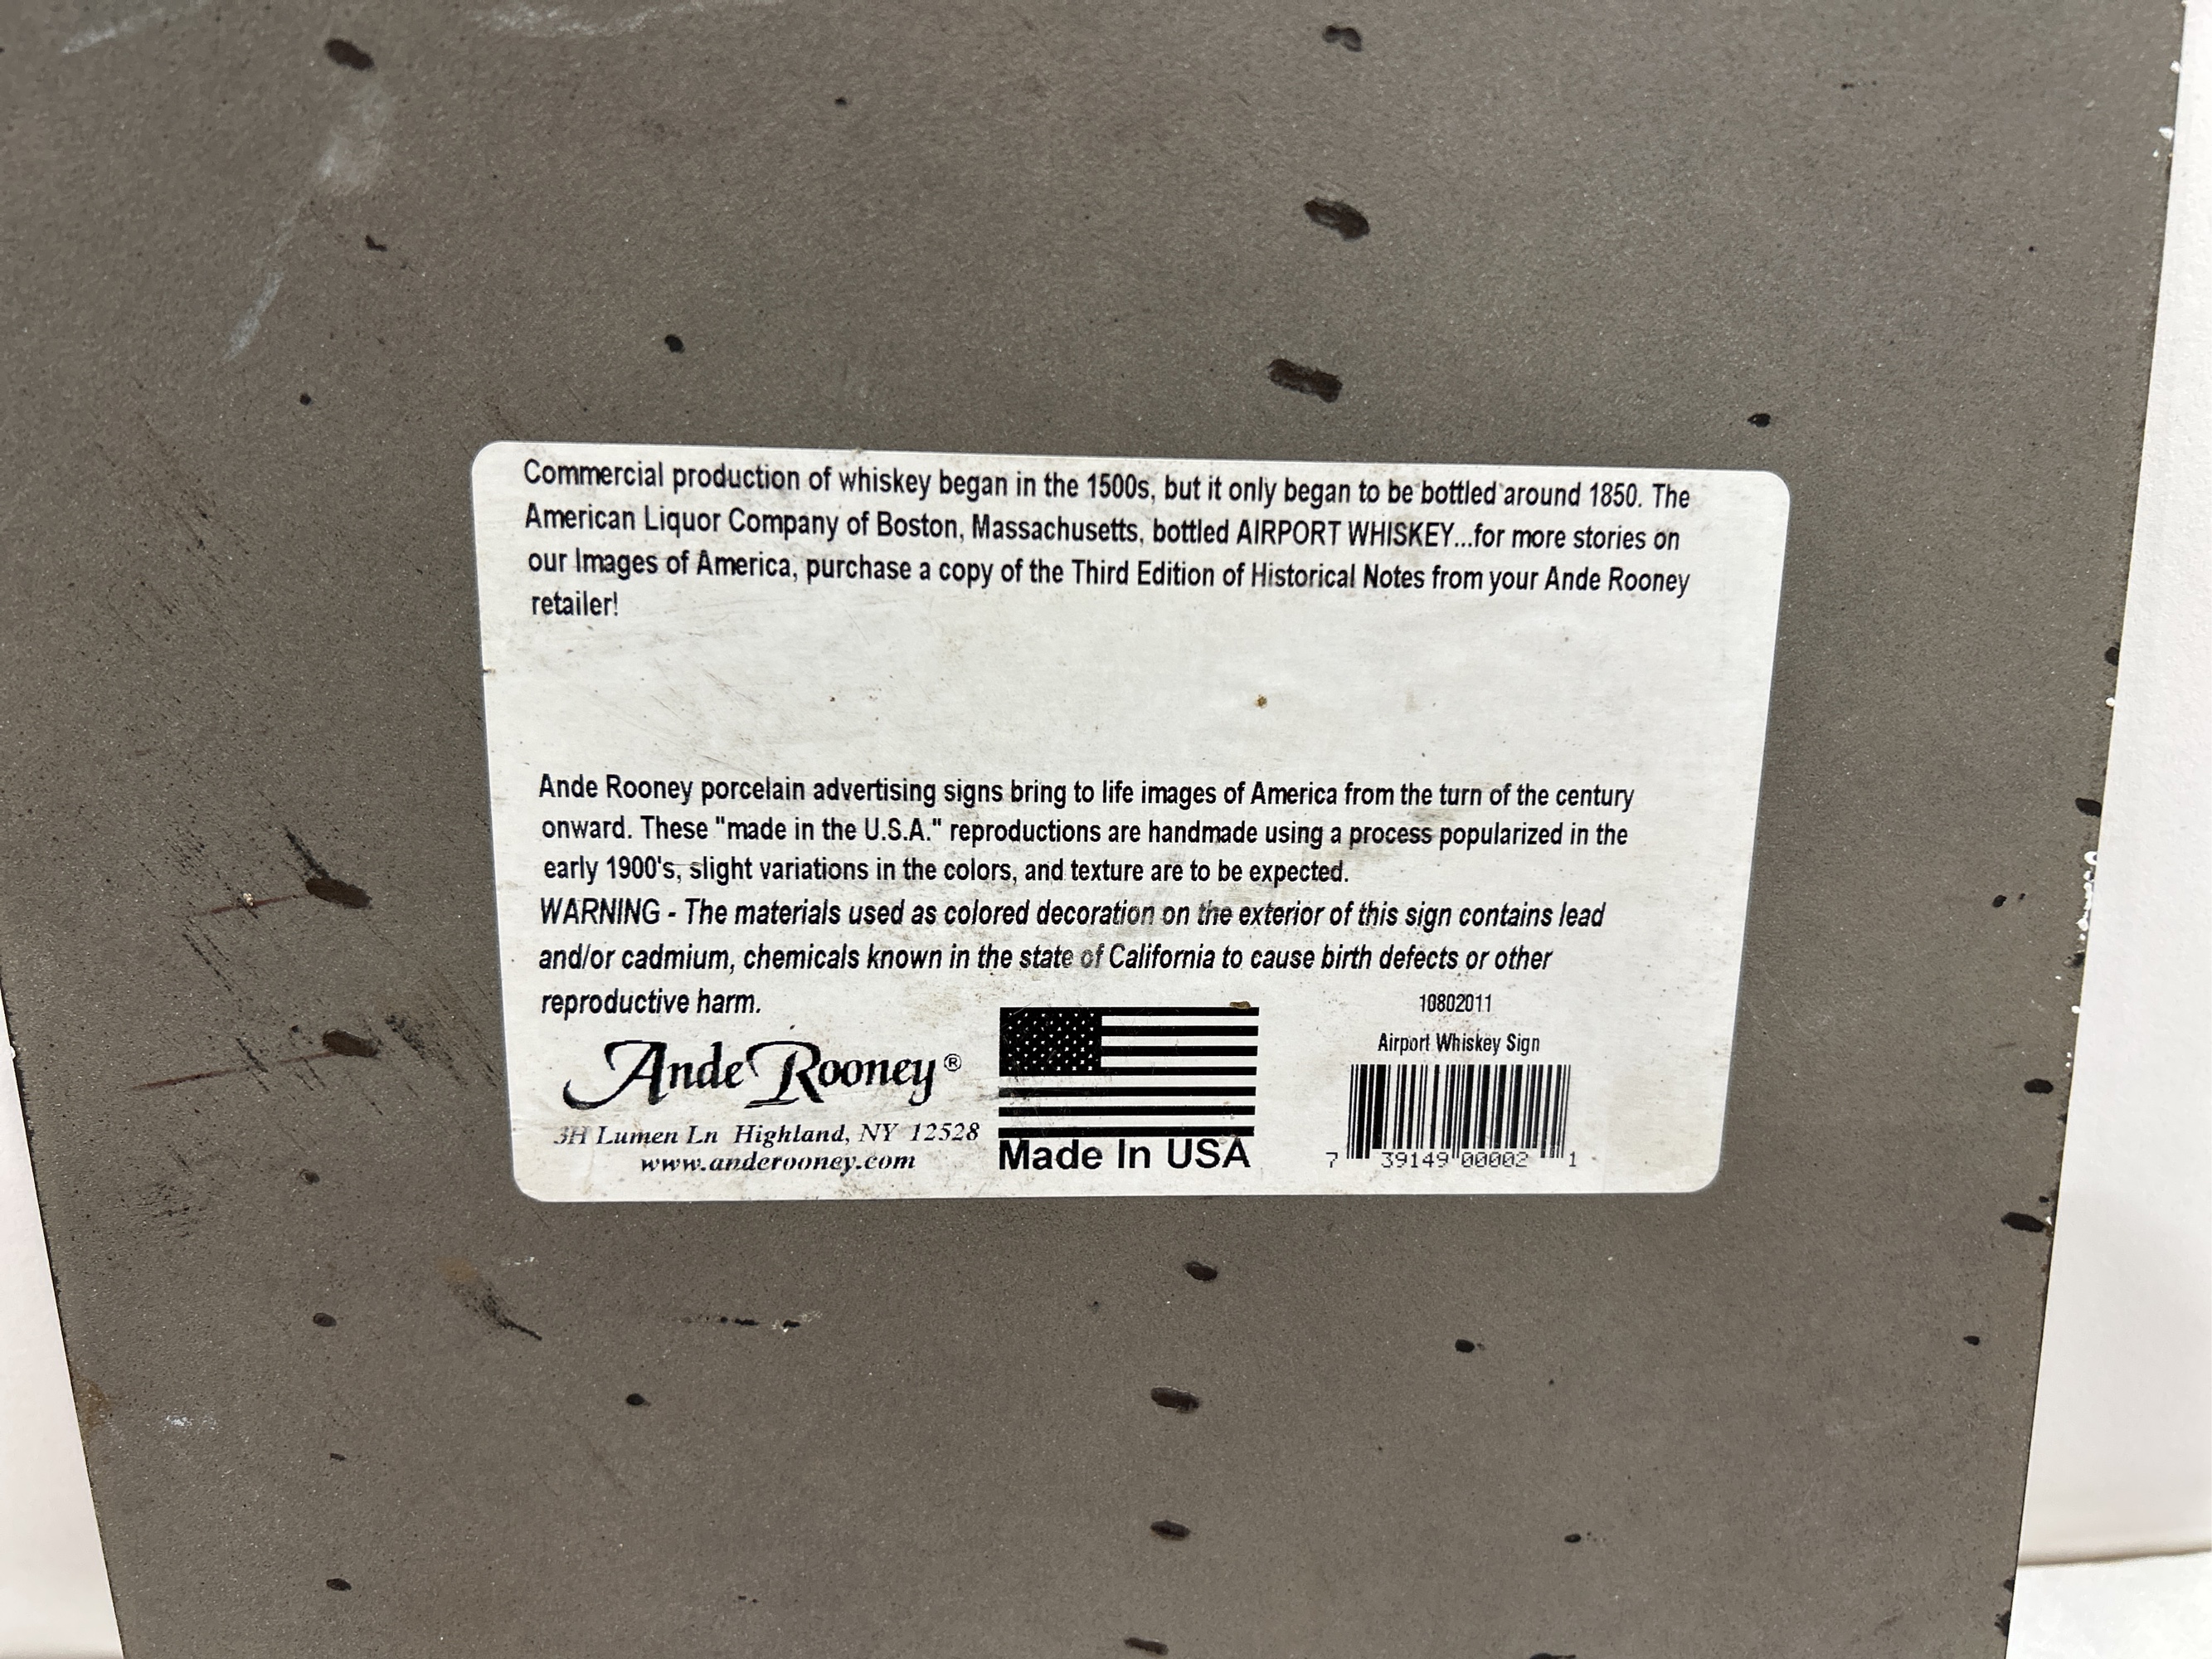 Commercial production of whiskey began in the 1500s, but it only began to be bottled around 1850. The
American Liquor Company of Boston, Massachusetts, bottled AIRPORT WHISKEY...for more stories on
our Images of America, purchase a copy of the Third Edition of Historical Notes from your Ande Rooney
retailer!
Ande Rooney porcelain advertising signs bring to life images of America from the turn of the century
onward. These "made in the U.S.A." reproductions are handmade using a process popularized in the
early 1900's, slight variations in the colors, and texture are to be expected.
WARNING - The materials used as colored decoration on the exterior of this sign contains lead
and/or cadmium, chemicals known in the state of California to cause birth defects or other
reproductive harm.
Ande Rooney®
3H Lumen Ln Highland, NY 12528
www.anderooney.com
Made In USA
10802011
Airport Whiskey Sign
7 39149 00002 1